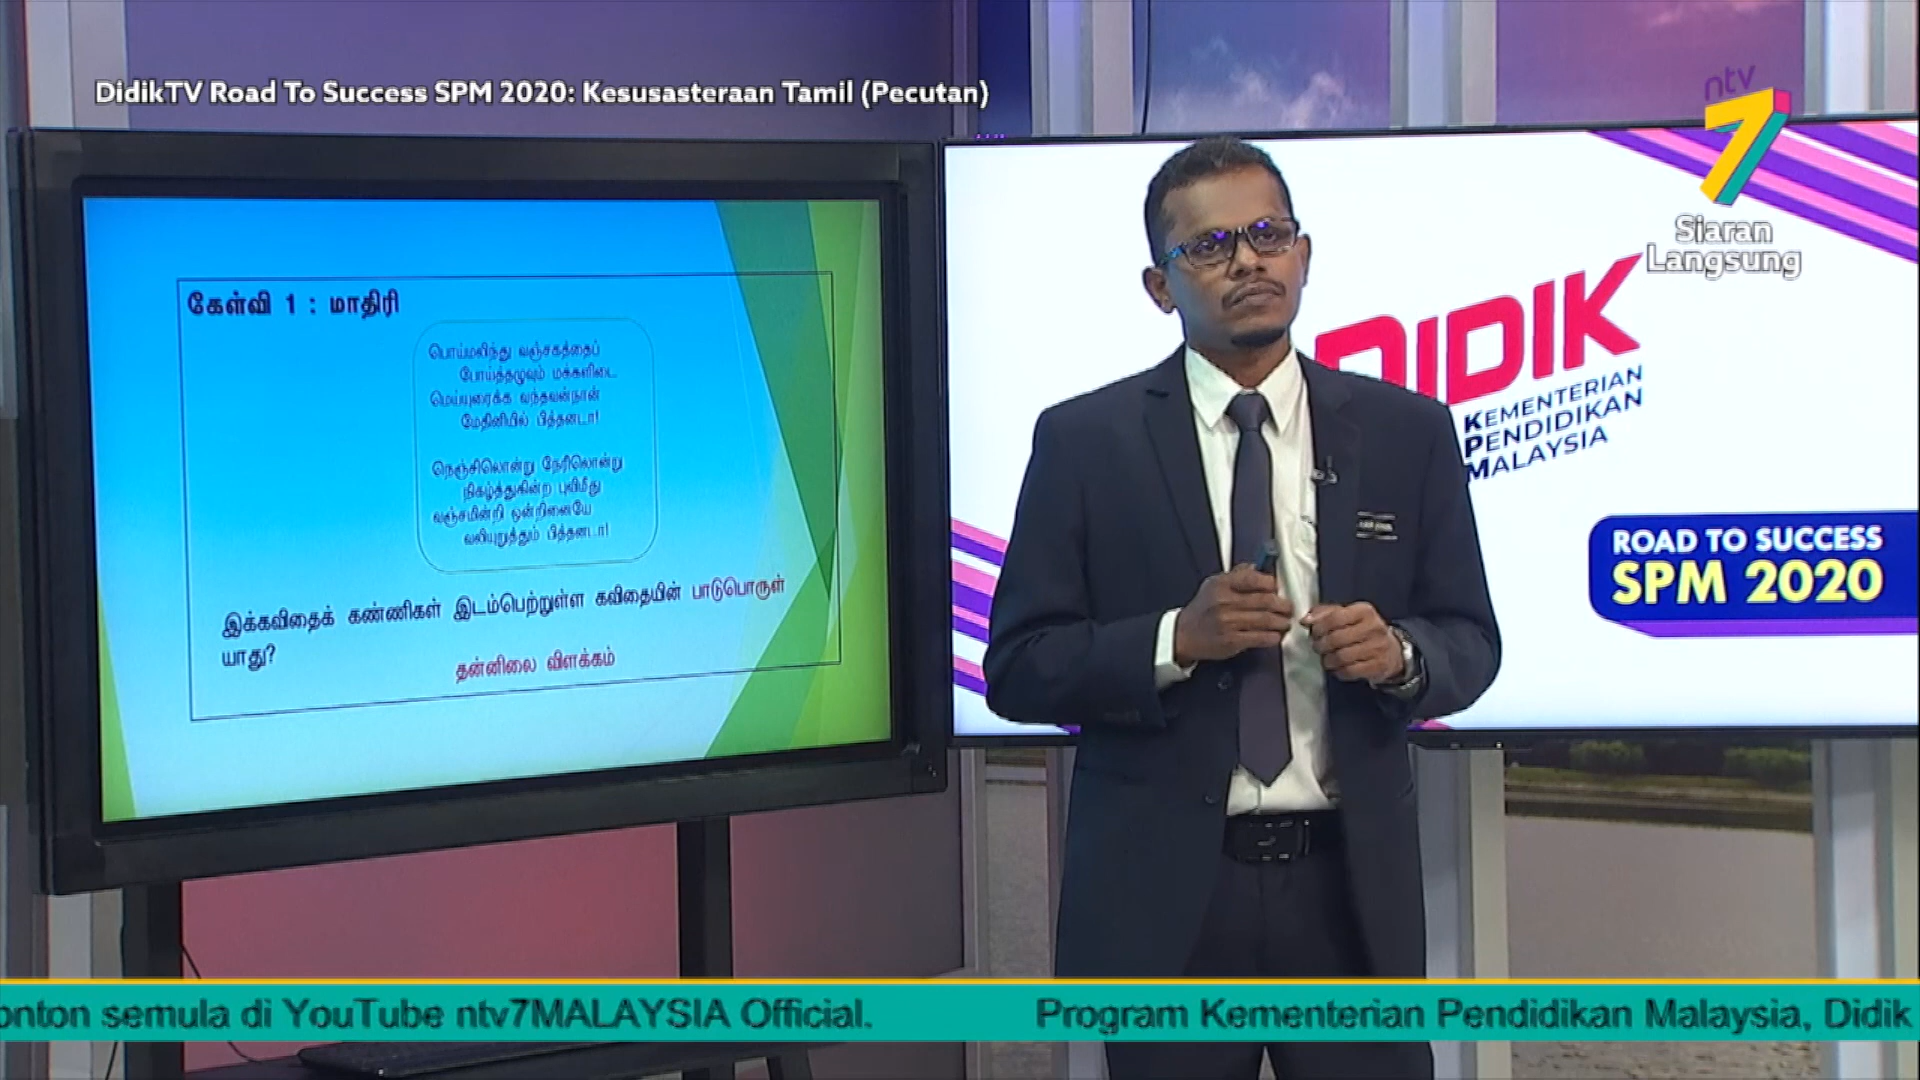 DidikTV Road To Success SPM 2020: Kesusasteraan Tamil (Pecutan)
ntv
7
Siaran
Langsung
கேள்வி 1 : மாதிரி
பொய்மலிந்து வஞ்சகத்தைப்
போய்த்தழுவும் மக்களிடை
மெய்யுரைக்க வந்தவன்நான்
மேதினியில் பித்தனடா!
நெஞ்சிலொன்று நேரிலொன்று
நிகழ்த்துகின்ற புவிமீது
வஞ்சமின்றி ஒன்றினையே
வலியுறுத்தும் பித்தனடா!
இக்கவிதைக் கண்ணிகள் இடம்பெற்றுள்ள கவிதையின் பாடுபொருள்
யாது?
தன்னிலை விளக்கம்
DIDIK
KEMENTERIAN
PENDIDIKAN
MALAYSIA
ROAD TO SUCCESS
SPM 2020
onton semula di YouTube ntv7MALAYSIA Official. Program Kementerian Pendidikan Malaysia, Didik